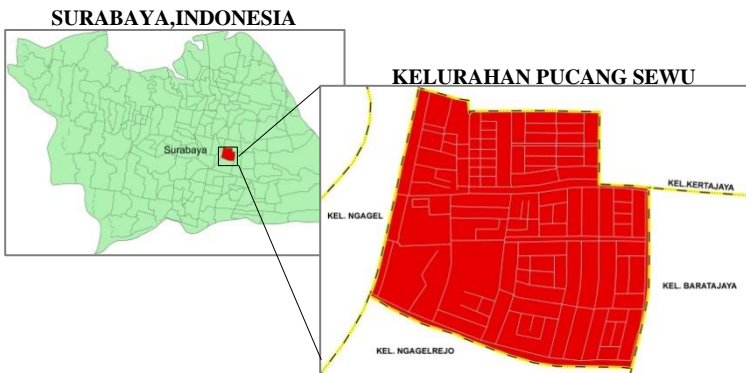 SURABAYA,INDONESIA
KELURAHAN PUCANG SEWU
Surabaya
KEL.KERTAJAYA
KEL. NGAGEL
KEL. BARATAJAYA
KEL. NGAGELREJO